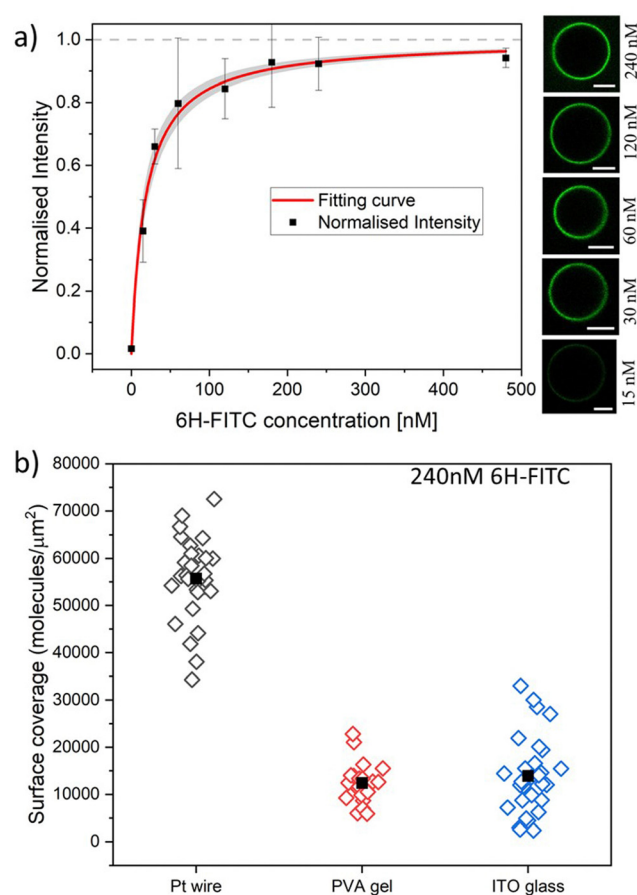 a)
1.0
0.8
0.6
0.4
0.2
0.0
Normalised Intensity
Fitting curve
Normalised Intensity
0
100
200
300
400
500
6H-FITC concentration [nM]
240 nM
120 nM
60 nM
30 nM
15 nM
b)
240nM 6H-FITC
80000
70000
60000
50000
40000
30000
20000
10000
0
Surface coverage (molecules/μm²)
Pt wire
PVA gel
ITO glass